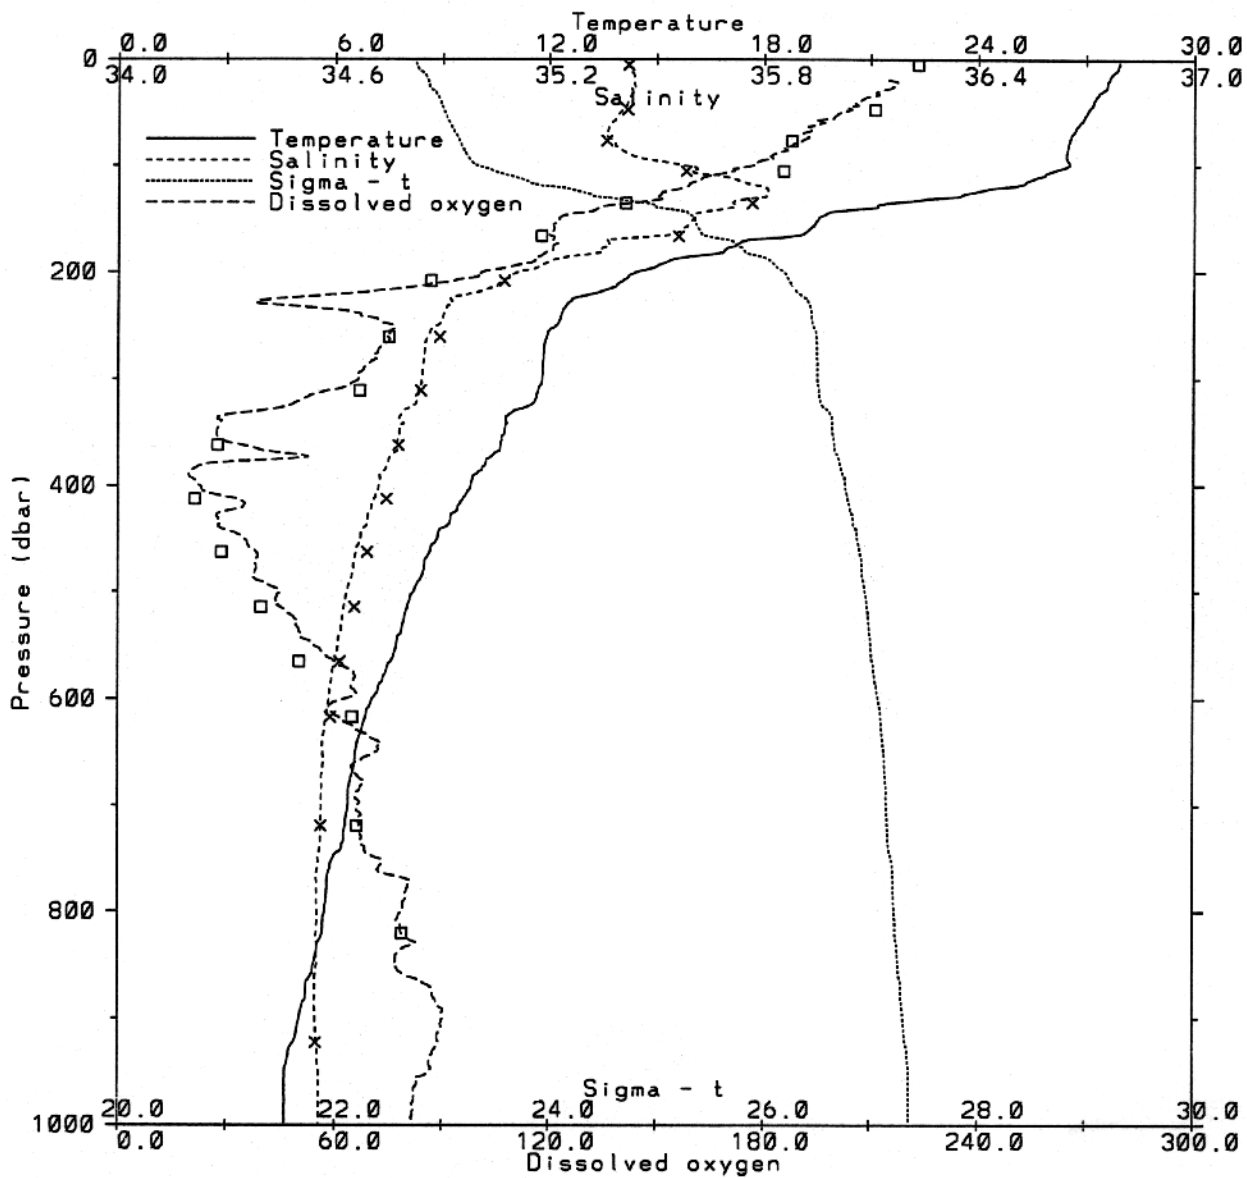 Temperature
0.0 6.0 12.0 18.0 24.0 30.0
0
34.0 34.6 35.2 35.8 36.4 37.0
Salinity
Temperature
Salinity
Sigma - t
Dissolved oxygen
200
400
600
800
1000
Pressure (dbar)
Sigma - t
20.0 22.0 24.0 26.0 28.0 30.0
0.0 60.0 120.0 180.0 240.0 300.0
Dissolved oxygen